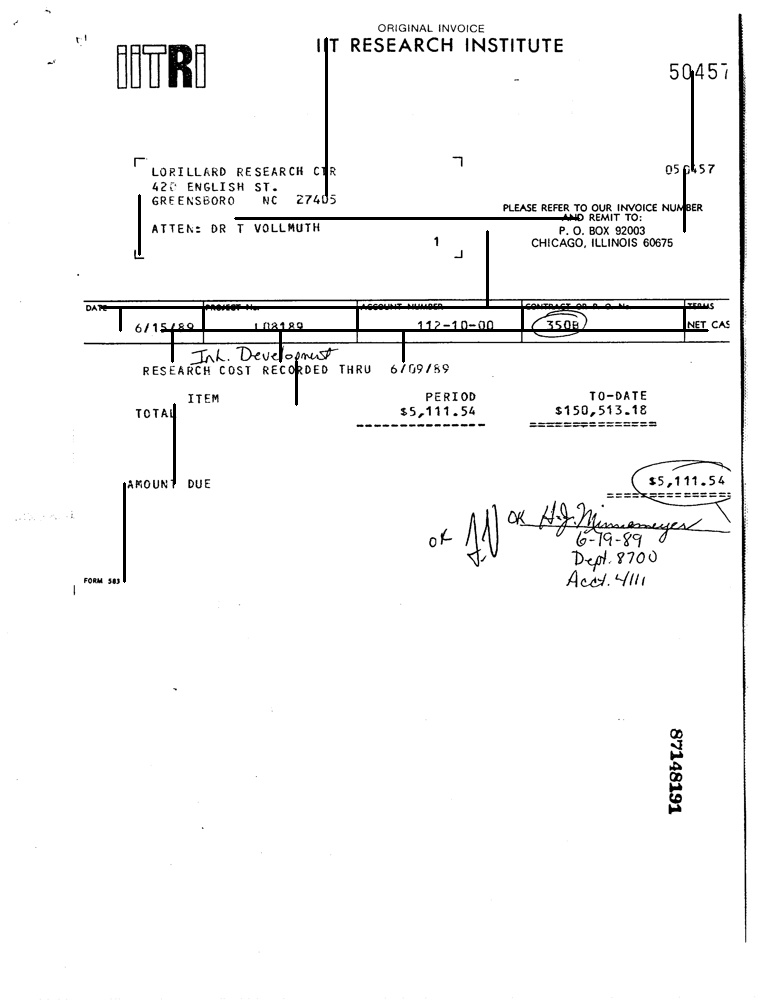 ORIGINAL INVOICE
IIT RESEARCH INSTITUTE
IITRI
50457
LORILLARD RESEARCH CTR
420 ENGLISH ST.
GREENSBORO NC 27405
ATTEN: DR T VOLLMUTH
1
050457
PLEASE REFER TO OUR INVOICE NUMBER
AND REMIT TO:
P. O. BOX 92003
CHICAGO, ILLINOIS 60675
DATE PROJECT No. ACCOUNT NUMBER CONTRACT OR P. O. No. TERMS
6/15/89 L08189 112-10-00 350B NET CAS
Int. Development
RESEARCH COST RECORDED THRU 6/09/89
ITEM PERIOD TO-DATE
TOTAL $5,111.54 $150,513.18
AMOUNT DUE $5,111.54
OK OK H.J. Minnemeyer
6-19-89
Dept. 8700
Acct. 4111
FORM 583
87148191